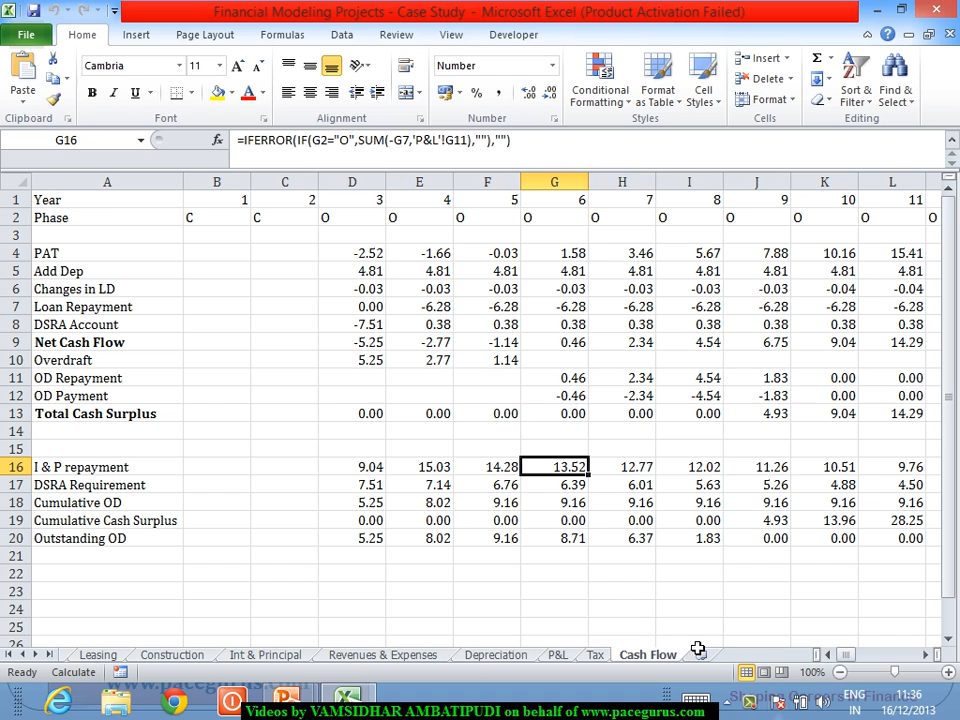 Financial Modeling Projects - Case Study - Microsoft Excel (Product Activation Failed)
File Home Insert Page Layout Formulas Data Review View Developer
Cambria 11 Number
Paste B I U % , Conditional Formatting Format as Table Cell Styles Insert Delete Format Sort & Filter Find & Select
Clipboard Font Alignment Number Styles Cells Editing
G16 fx =IFERROR(IF(G2="O",SUM(-G7,'P&L'!G11),""),"")
A B C D E F G H I J K L
1 Year 1 2 3 4 5 6 7 8 9 10 11
2 Phase C C O O O O O O O O O O
3
4 PAT -2.52 -1.66 -0.03 1.58 3.46 5.67 7.88 10.16 15.41
5 Add Dep 4.81 4.81 4.81 4.81 4.81 4.81 4.81 4.81 4.81
6 Changes in LD -0.03 -0.03 -0.03 -0.03 -0.03 -0.03 -0.03 -0.04 -0.04
7 Loan Repayment 0.00 -6.28 -6.28 -6.28 -6.28 -6.28 -6.28 -6.28 -6.28
8 DSRA Account -7.51 0.38 0.38 0.38 0.38 0.38 0.38 0.38 0.38
9 Net Cash Flow -5.25 -2.77 -1.14 0.46 2.34 4.54 6.75 9.04 14.29
10 Overdraft 5.25 2.77 1.14
11 OD Repayment 0.46 2.34 4.54 1.83 0.00 0.00
12 OD Payment -0.46 -2.34 -4.54 -1.83 0.00 0.00
13 Total Cash Surplus 0.00 0.00 0.00 0.00 0.00 0.00 4.93 9.04 14.29
14
15
16 I & P repayment 9.04 15.03 14.28 13.52 12.77 12.02 11.26 10.51 9.76
17 DSRA Requirement 7.51 7.14 6.76 6.39 6.01 5.63 5.26 4.88 4.50
18 Cumulative OD 5.25 8.02 9.16 9.16 9.16 9.16 9.16 9.16 9.16
19 Cumulative Cash Surplus 0.00 0.00 0.00 0.00 0.00 0.00 4.93 13.96 28.25
20 Outstanding OD 5.25 8.02 9.16 8.71 6.37 1.83 0.00 0.00 0.00
21
22
23
24
25
26
Leasing Construction Int & Principal Revenues & Expenses Depreciation P&L Tax Cash Flow
Ready Calculate 100%
www.pacegurus.com
ENG 11:36
IN 16/12/2013
Videos by VAMSIDHAR AMBATIPUDI on behalf of www.pacegurus.com